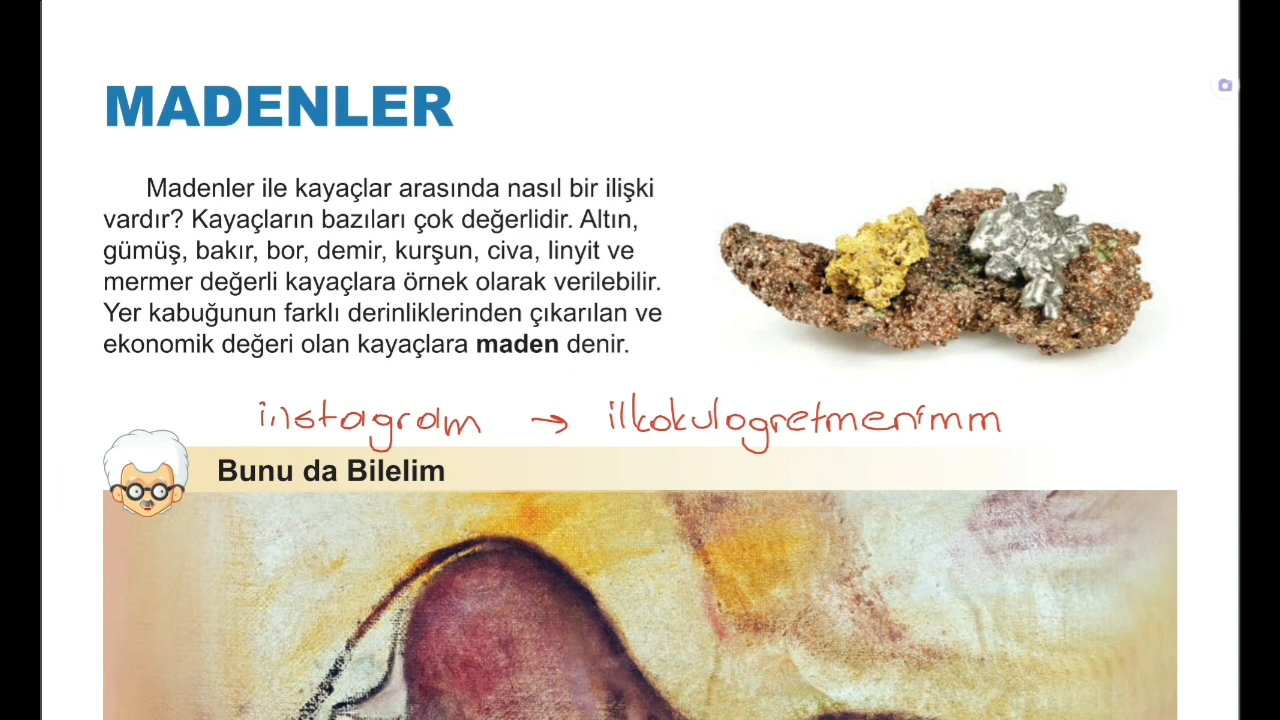 MADENLER
Madenler ile kayaçlar arasında nasıl bir ilişki
vardır? Kayaçların bazıları çok değerlidir. Altın,
gümüş, bakır, bor, demir, kurşun, civa, linyit ve
mermer değerli kayaçlara örnek olarak verilebilir.
Yer kabuğunun farklı derinliklerinden çıkarılan ve
ekonomik değeri olan kayaçlara maden denir.
instagram → ilkokulogretmenimm
Bunu da Bilelim